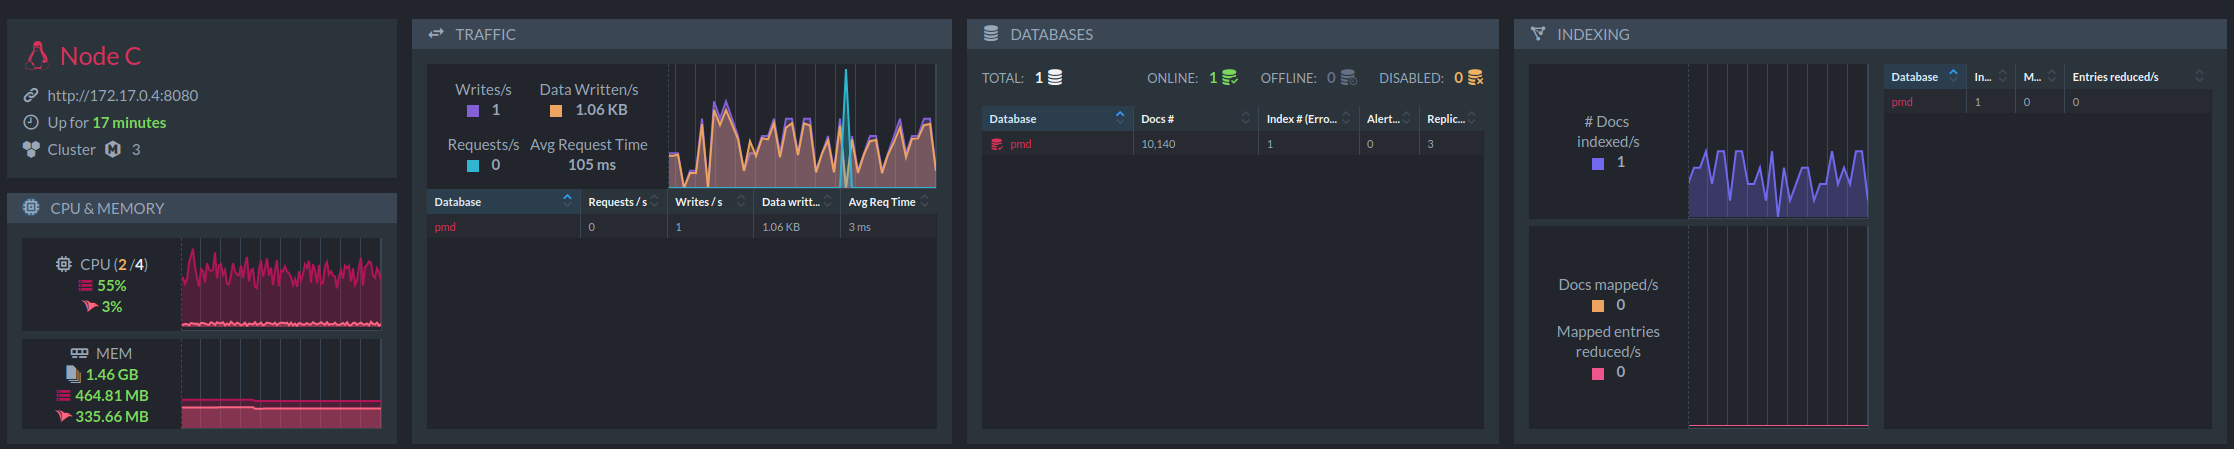 Node C
http://172.17.0.4:8080
Up for 17 minutes
Cluster 3
CPU & MEMORY
CPU (2 /4)
55%
3%
MEM
1.46 GB
464.81 MB
335.66 MB
TRAFFIC
Writes/s Data Written/s
1 1.06 KB
Requests/s Avg Request Time
0 105 ms
Database Requests / s Writes / s Data writt... Avg Req Time
pmd 0 1 1.06 KB 3 ms
DATABASES
TOTAL: 1 ONLINE: 1 OFFLINE: 0 DISABLED: 0
Database Docs # Index # (Erro... Alert... Replic...
pmd 10,140 1 0 3
INDEXING
# Docs
indexed/s
1
Docs mapped/s
0
Mapped entries
reduced/s
0
Database In... M... Entries reduced/s
pmd 1 0 0